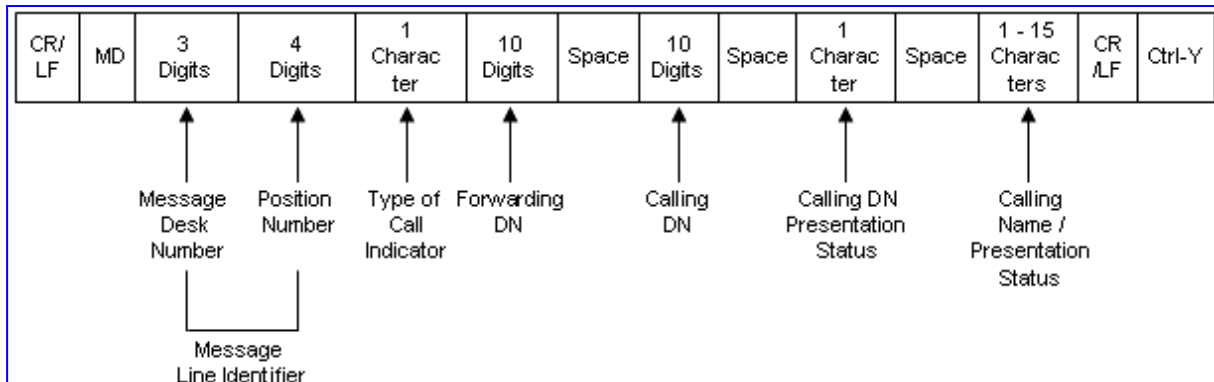 CR/
LF
MD
3
Digits
4
Digits
1
Charac
ter
10
Digits
Space
10
Digits
Space
1
Charac
ter
Space
1 - 15
Charac
ters
CR
/LF
Ctrl-Y
Message
Desk
Number
Position
Number
Type of
Call
Indicator
Forwarding
DN
Calling
DN
Calling DN
Presentation
Status
Calling
Name /
Presentation
Status
Message
Line Identifier